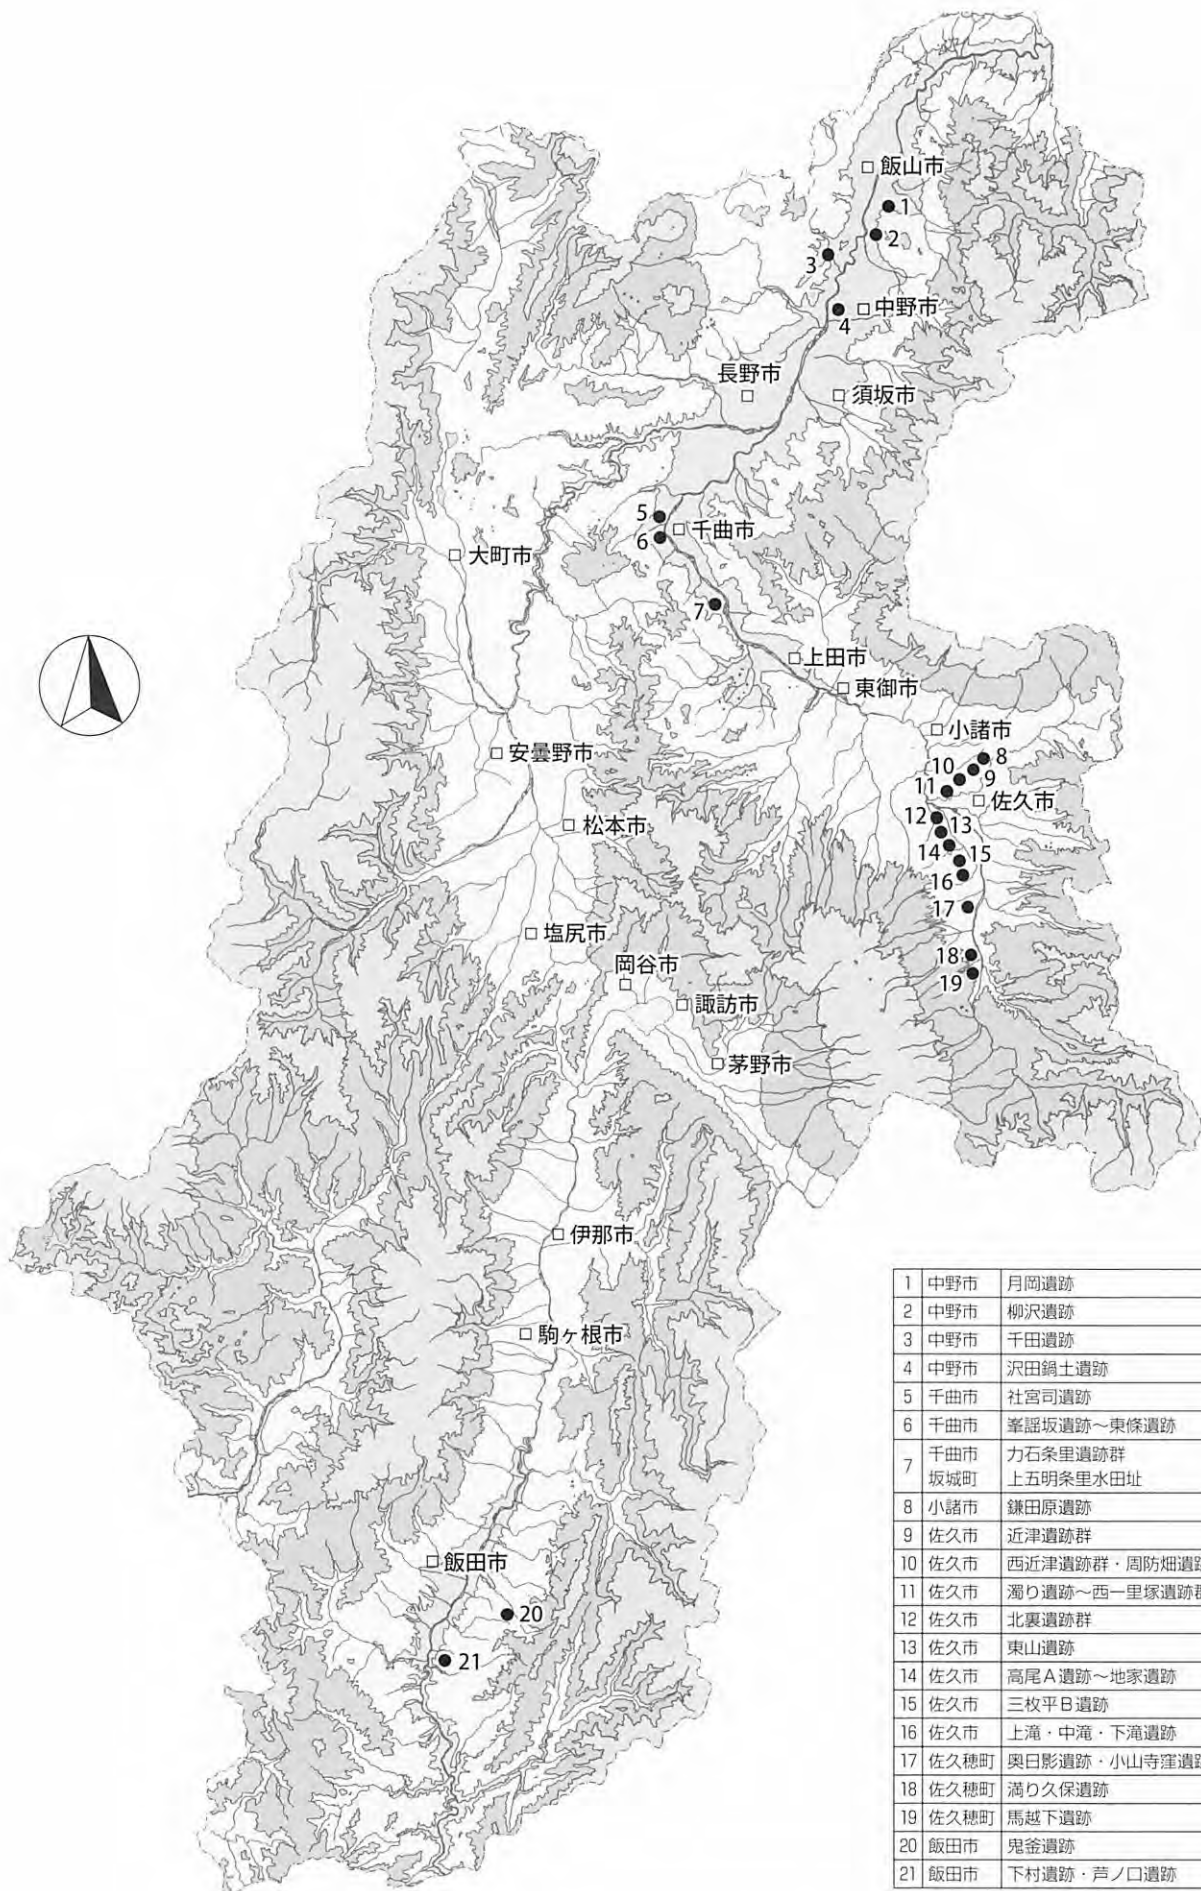 飯山市
1
2
3
4
中野市
長野市
須坂市
5
6
千曲市
大町市
7
上田市
東御市
小諸市
安曇野市
8
9
10
11
佐久市
松本市
12
13
14
15
16
17
塩尻市
岡谷市
18
19
諏訪市
茅野市
伊那市
駒ヶ根市
飯田市
20
21
1 中野市 月岡遺跡
2 中野市 柳沢遺跡
3 中野市 千田遺跡
4 中野市 沢田鍋土遺跡
5 千曲市 社宮司遺跡
6 千曲市 峯謡坂遺跡～東條遺跡
7 千曲市 力石条里遺跡群
坂城町 上五明条里水田址
8 小諸市 鎌田原遺跡
9 佐久市 近津遺跡群
10 佐久市 西近津遺跡群・周防畑遺跡
11 佐久市 濁り遺跡～西一里塚遺跡群
12 佐久市 北裏遺跡群
13 佐久市 東山遺跡
14 佐久市 高尾A遺跡～地家遺跡
15 佐久市 三枚平B遺跡
16 佐久市 上滝・中滝・下滝遺跡
17 佐久穂町 奥日影遺跡・小山寺窪遺跡
18 佐久穂町 満り久保遺跡
19 佐久穂町 馬越下遺跡
20 飯田市 鬼釜遺跡
21 飯田市 下村遺跡・芦ノ口遺跡